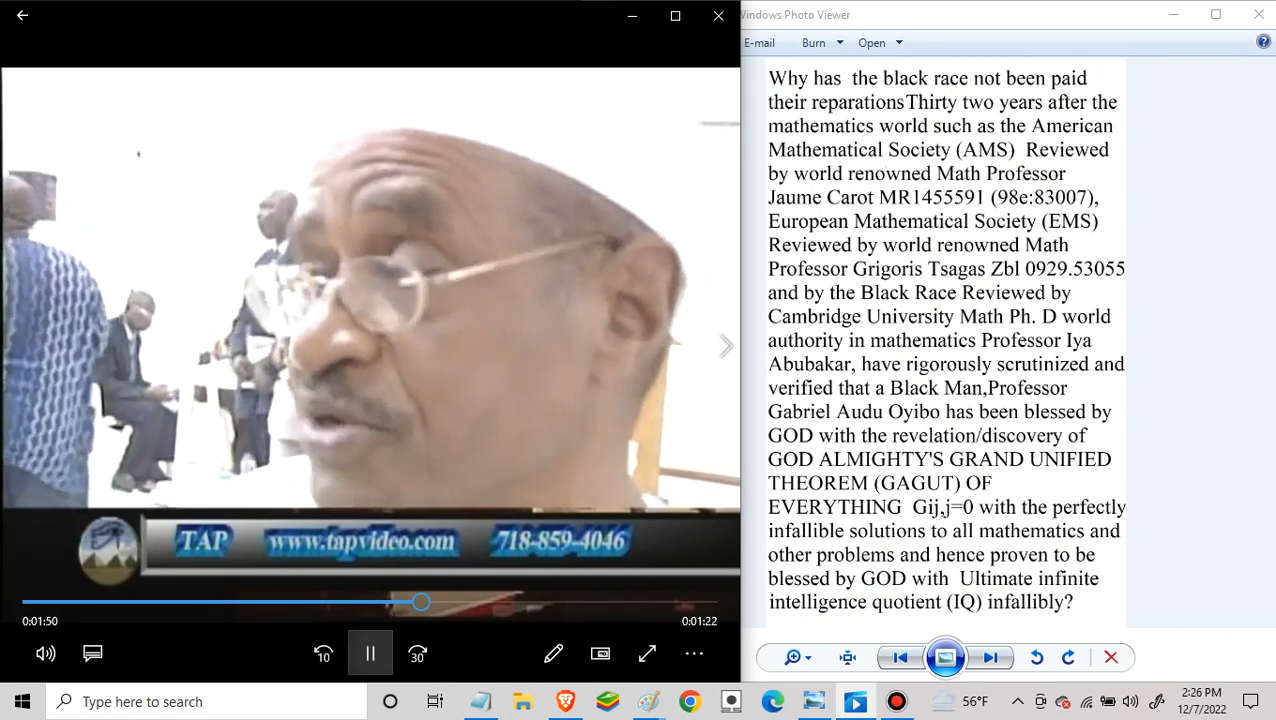 Windows Photo Viewer
E-mail Burn Open
Why has the black race not been paid
their reparationsThirty two years after the
mathematics world such as the American
Mathematical Society (AMS) Reviewed
by world renowned Math Professor
Jaume Carot MR1455591 (98e:83007),
European Mathematical Society (EMS)
Reviewed by world renowned Math
Professor Grigoris Tsagas Zbl 0929.53055
and by the Black Race Reviewed by
Cambridge University Math Ph. D world
authority in mathematics Professor Iya
Abubakar, have rigorously scrutinized and
verified that a Black Man,Professor
Gabriel Audu Oyibo has been blessed by
GOD with the revelation/discovery of
GOD ALMIGHTY'S GRAND UNIFIED
THEOREM (GAGUT) OF
EVERYTHING Gij,j=0 with the perfectly
infallible solutions to all mathematics and
other problems and hence proven to be
blessed by GOD with Ultimate infinite
intelligence quotient (IQ) infallibly?
TAP www.tapvideo.com 718-859-4046
0:01:50 0:01:22
10 30
Type here to search
56°F
2:26 PM
12/7/2022